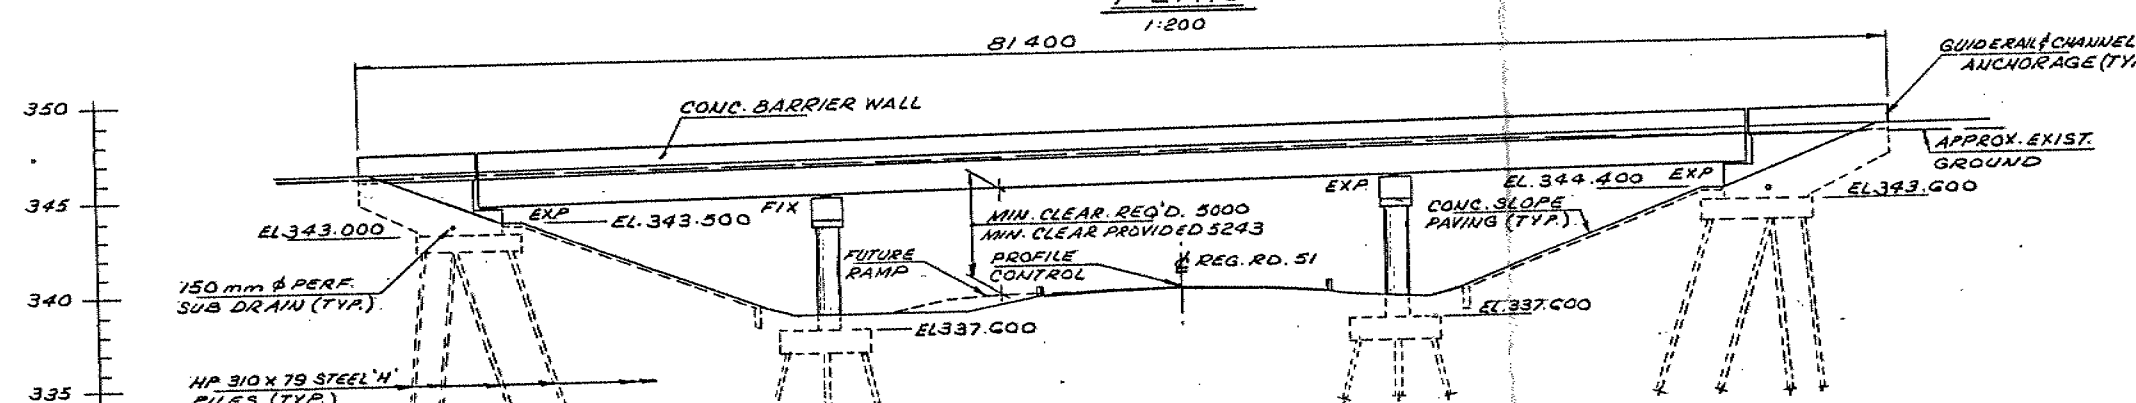 1:200
81 400
GUIDERAIL & CHANNEL
ANCHORAGE (TY
350
CONC. BARRIER WALL
APPROX. EXIST.
GROUND
345
EL.343.000
EXP
EL.343.500
FIX
MIN. CLEAR. REQ'D. 5000
MIN. CLEAR PROVIDED 5243
EXP.
EL.344.400
EXP
CONC. SLOPE
PAVING (TYP.)
EL.343.600
150 mm ϕ PERF.
SUB DRAIN (TYP.)
FUTURE
RAMP
PROFILE
CONTROL
℄ REG. RD. 51
340
EL337.600
EL.337.600
HP 310 x 79 STEEL 'H'
PILES (TYP.)
335